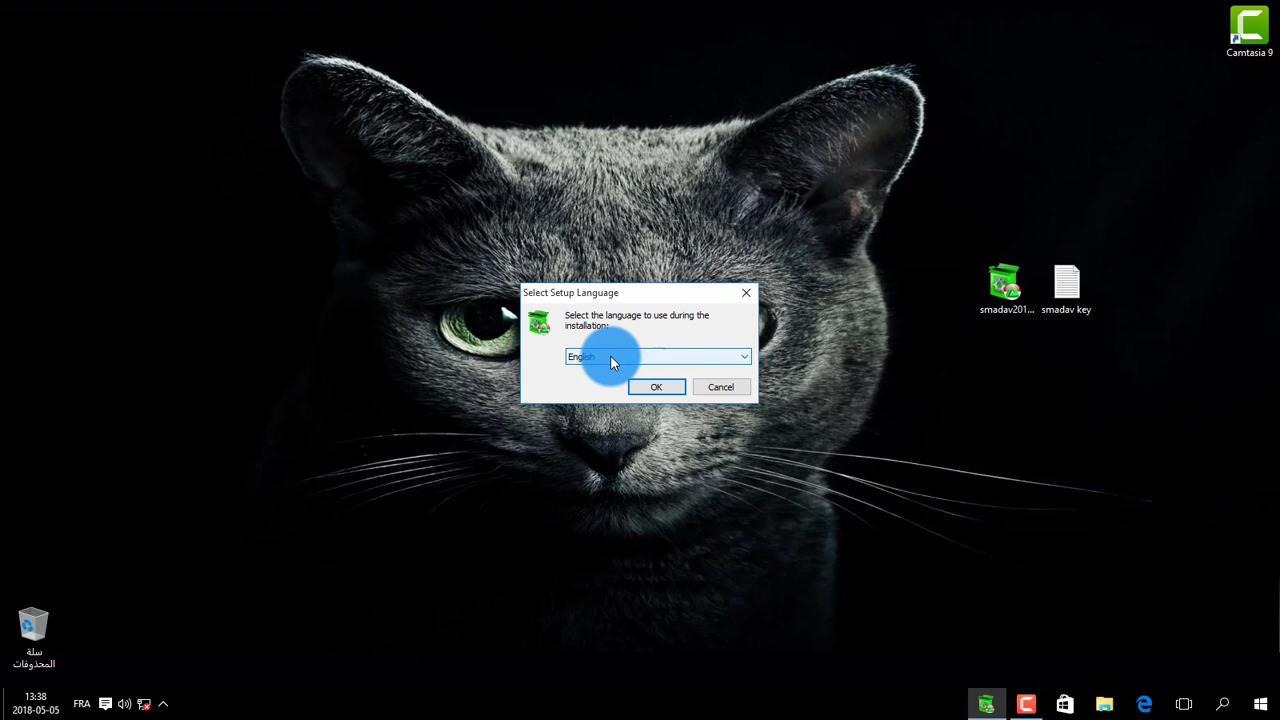 Camtasia 9
smadav201...
smadav key
Select Setup Language
Select the language to use during the
installation:
English
OK
Cancel
سلة
المحذوفات
13:38
2018-05-05
FRA